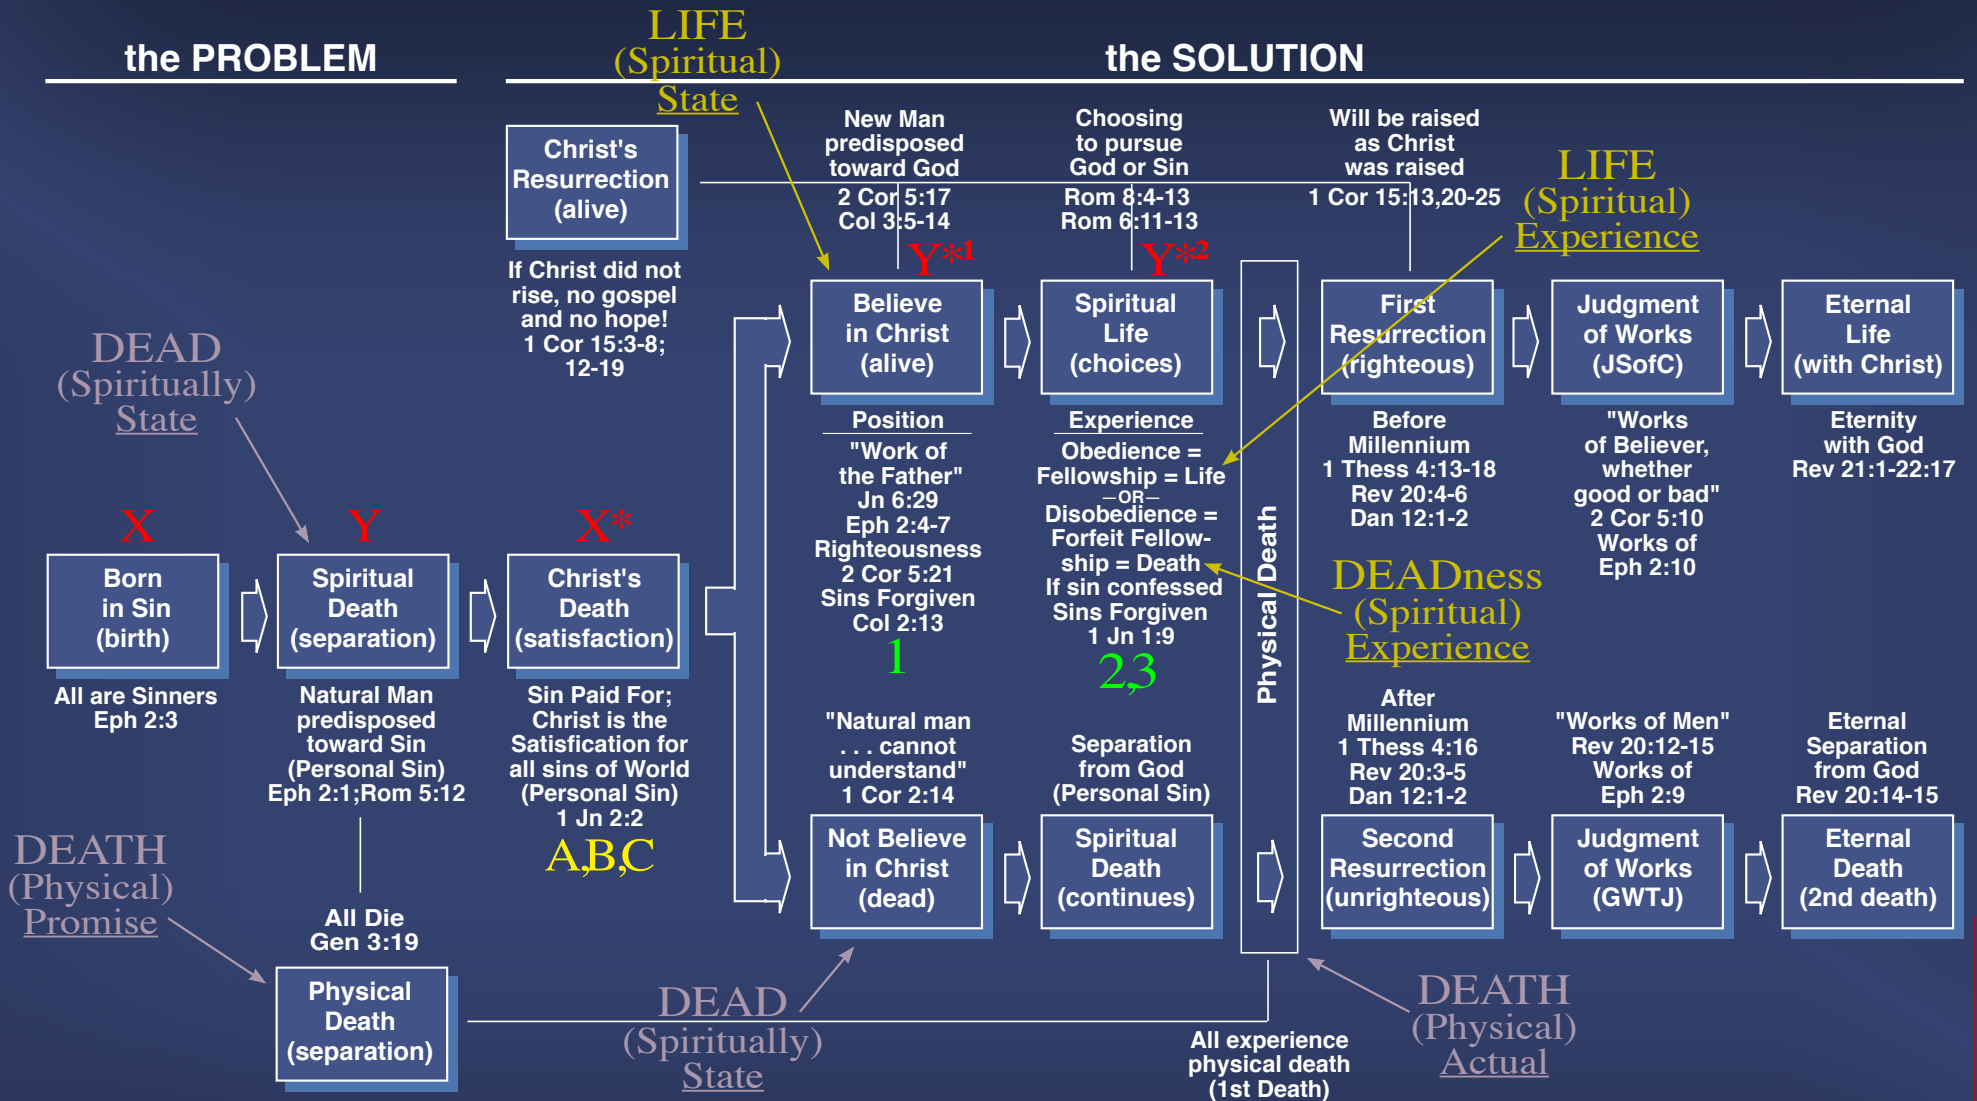 the PROBLEM
the SOLUTION
LIFE
(Spiritual)
State
Christ's
Resurrection
(alive)
If Christ did not
rise, no gospel
and no hope!
1 Cor 15:3-8;
12-19
New Man
predisposed
toward God
2 Cor 5:17
Col 3:5-14
Choosing
to pursue
God or Sin
Rom 8:4-13
Rom 6:11-13
Will be raised
as Christ
was raised
1 Cor 15:13,20-25
LIFE
(Spiritual)
Experience
Y*1
Y*2
Believe
in Christ
(alive)
Spiritual
Life
(choices)
First
Resurrection
(righteous)
Judgment
of Works
(JSofC)
Eternal
Life
(with Christ)
DEAD
(Spiritually)
State
Position
"Work of
the Father"
Jn 6:29
Eph 2:4-7
Righteousness
2 Cor 5:21
Sins Forgiven
Col 2:13
1
Experience
Obedience =
Fellowship = Life
—OR—
Disobedience =
Forfeit Fellow-
ship = Death
If sin confessed
Sins Forgiven
1 Jn 1:9
2,3
Before
Millennium
1 Thess 4:13-18
Rev 20:4-6
Dan 12:1-2
"Works
of Believer,
whether
good or bad"
2 Cor 5:10
Works of
Eph 2:10
Eternity
with God
Rev 21:1-22:17
X
Y
X*
Born
in Sin
(birth)
Spiritual
Death
(separation)
Christ's
Death
(satisfaction)
Physical Death
DEADness
(Spiritual)
Experience
All are Sinners
Eph 2:3
Natural Man
predisposed
toward Sin
(Personal Sin)
Eph 2:1;Rom 5:12
Sin Paid For;
Christ is the
Satisfication for
all sins of World
(Personal Sin)
1 Jn 2:2
A,B,C
"Natural man
. . . cannot
understand"
1 Cor 2:14
Separation
from God
(Personal Sin)
After
Millennium
1 Thess 4:16
Rev 20:3-5
Dan 12:1-2
"Works of Men"
Rev 20:12-15
Works of
Eph 2:9
Eternal
Separation
from God
Rev 20:14-15
Not Believe
in Christ
(dead)
Spiritual
Death
(continues)
Second
Resurrection
(unrighteous)
Judgment
of Works
(GWTJ)
Eternal
Death
(2nd death)
DEATH
(Physical)
Promise
All Die
Gen 3:19
Physical
Death
(separation)
DEAD
(Spiritually)
State
All experience
physical death
(1st Death)
DEATH
(Physical)
Actual